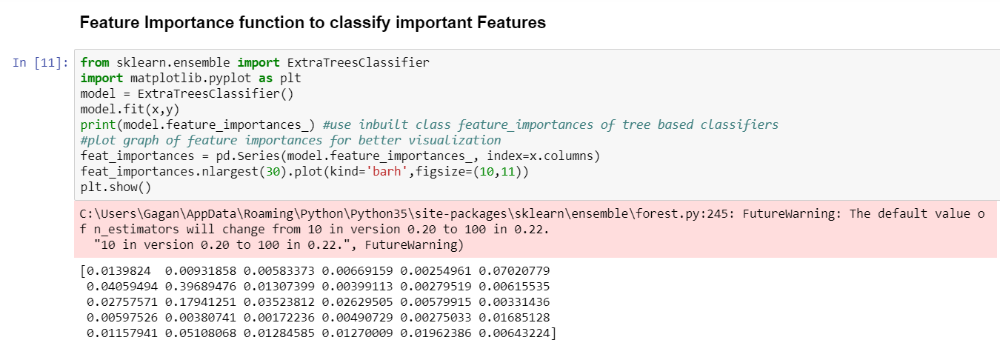 Feature Importance function to classify important Features
In [11]: from sklearn.ensemble import ExtraTreesClassifier
import matplotlib.pyplot as plt
model = ExtraTreesClassifier()
model.fit(x,y)
print(model.feature_importances_) #use inbuilt class feature_importances of tree based classifiers
#plot graph of feature importances for better visualization
feat_importances = pd.Series(model.feature_importances_, index=x.columns)
feat_importances.nlargest(30).plot(kind='barh',figsize=(10,11))
plt.show()
C:\Users\Gagan\AppData\Roaming\Python\Python35\site-packages\sklearn\ensemble\forest.py:245: FutureWarning: The default value o
f n_estimators will change from 10 in version 0.20 to 100 in 0.22.
  "10 in version 0.20 to 100 in 0.22.", FutureWarning)
[0.0139824  0.00931858 0.00583373 0.00669159 0.00254961 0.07020779
 0.04059494 0.39689476 0.01307399 0.00399113 0.00279519 0.00615535
 0.02757571 0.17941251 0.03523812 0.02629505 0.00579915 0.00331436
 0.00597526 0.00380741 0.00172236 0.00490729 0.00275033 0.01685128
 0.01157941 0.05108068 0.01284585 0.01270009 0.01962386 0.00643224]